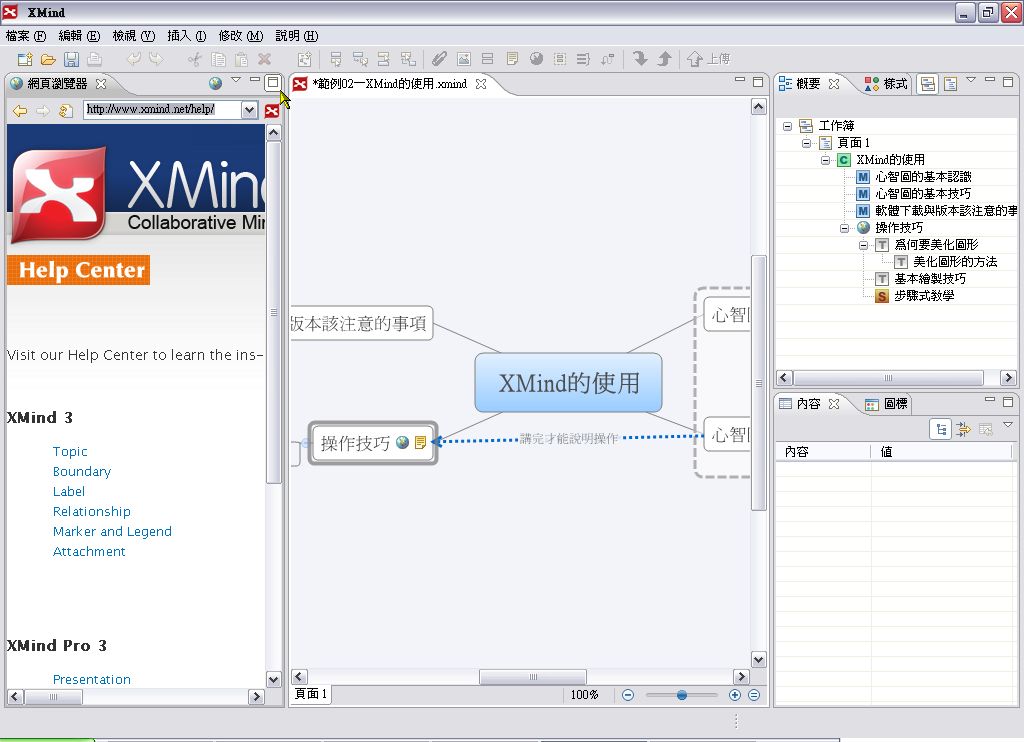 XMind
檔案 (F) 編輯 (E) 檢視 (V) 插入 (I) 修改 (M) 說明 (H)
上傳
網頁瀏覽器
http://www.xmind.net/help/
XMin
Collaborative Min
Help Center
Visit our Help Center to learn the ins-
XMind 3
Topic
Boundary
Label
Relationship
Marker and Legend
Attachment
XMind Pro 3
Presentation
*範例02—XMind的使用.xmind
版本該注意的事項
XMind的使用
操作技巧
講完才能說明操作
心智
心智
頁面 1
100%
概要
樣式
工作簿
頁面 1
C XMind的使用
M 心智圖的基本認識
M 心智圖的基本技巧
M 軟體下載與版本該注意的事
操作技巧
T 為何要美化圖形
T 美化圖形的方法
T 基本繪製技巧
S 步驟式教學
內容
圖標
內容 值